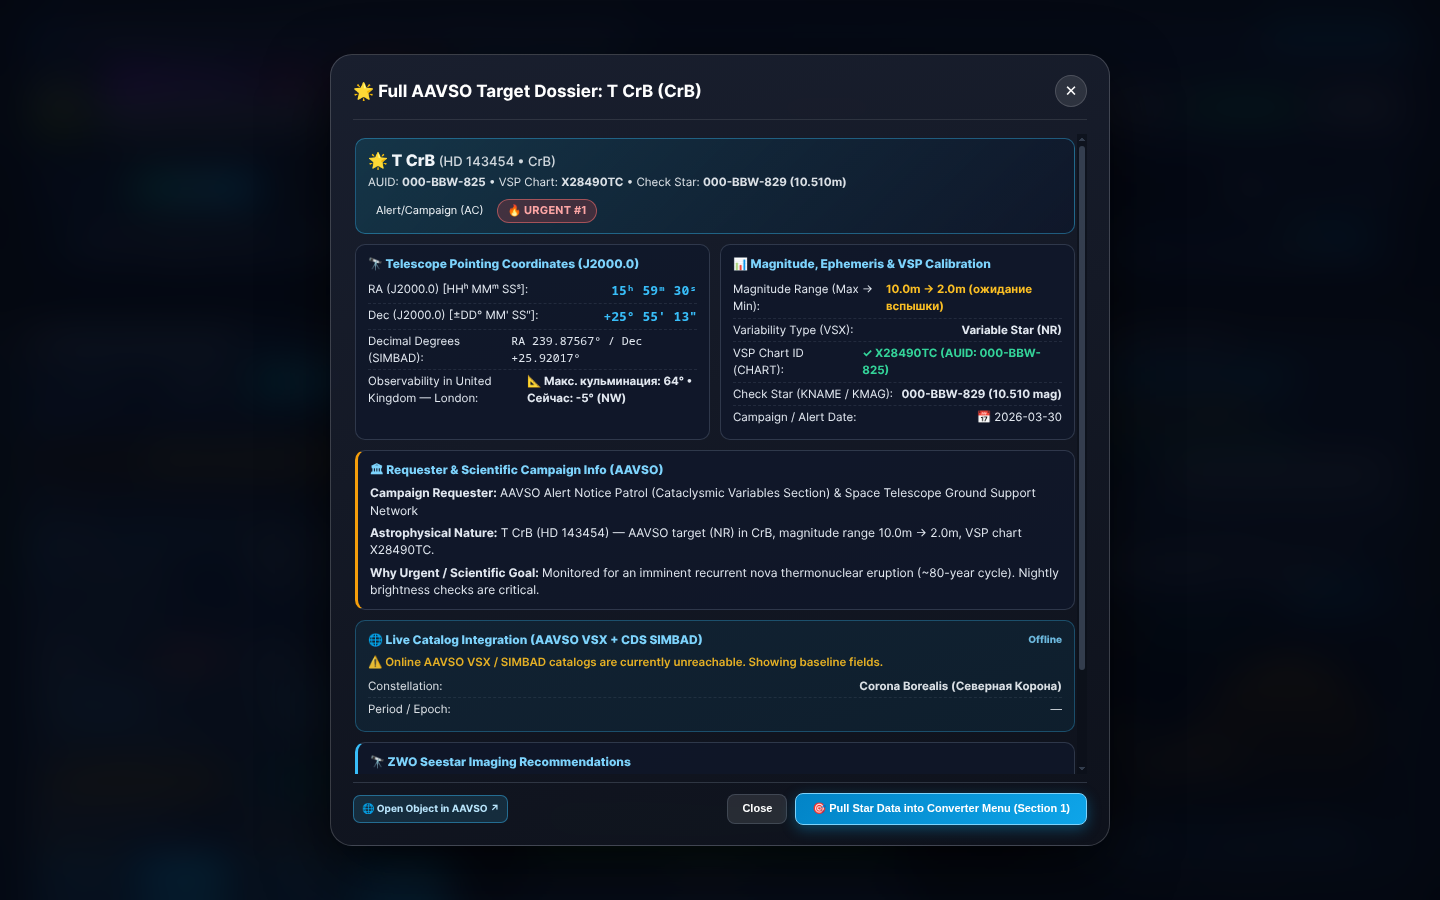 🌟 Full AAVSO Target Dossier: T CrB (CrB)
✕
🌟 T CrB (HD 143454 • CrB)
AUID: 000-BBW-825 • VSP Chart: X28490TC • Check Star: 000-BBW-829 (10.510m)
Alert/Campaign (AC)
🔥 URGENT #1
🔭 Telescope Pointing Coordinates (J2000.0)
RA (J2000.0) [HHʰ MMᵐ SSˢ]:
15ʰ 59ᵐ 30ˢ
Dec (J2000.0) [±DD° MM' SS"]:
+25° 55' 13"
Decimal Degrees
(SIMBAD):
RA 239.87567° / Dec
+25.92017°
Observability in United
Kingdom — London:
📐 Макс. кульминация: 64° •
Сейчас: -5° (NW)
📊 Magnitude, Ephemeris & VSP Calibration
Magnitude Range (Max →
Min):
10.0m → 2.0m (ожидание
вспышки)
Variability Type (VSX):
Variable Star (NR)
VSP Chart ID
(CHART):
✓ X28490TC (AUID: 000-BBW-
825)
Check Star (KNAME / KMAG):
000-BBW-829 (10.510 mag)
Campaign / Alert Date:
📅 2026-03-30
🏛 Requester & Scientific Campaign Info (AAVSO)
Campaign Requester: AAVSO Alert Notice Patrol (Cataclysmic Variables Section) & Space Telescope Ground Support
Network
Astrophysical Nature: T CrB (HD 143454) — AAVSO target (NR) in CrB, magnitude range 10.0m → 2.0m, VSP chart
X28490TC.
Why Urgent / Scientific Goal: Monitored for an imminent recurrent nova thermonuclear eruption (~80-year cycle). Nightly
brightness checks are critical.
🌐 Live Catalog Integration (AAVSO VSX + CDS SIMBAD)
Offline
⚠️ Online AAVSO VSX / SIMBAD catalogs are currently unreachable. Showing baseline fields.
Constellation:
Corona Borealis (Северная Корона)
Period / Epoch:
—
🔭 ZWO Seestar Imaging Recommendations
🌐 Open Object in AAVSO ↗
Close
🎯 Pull Star Data into Converter Menu (Section 1)